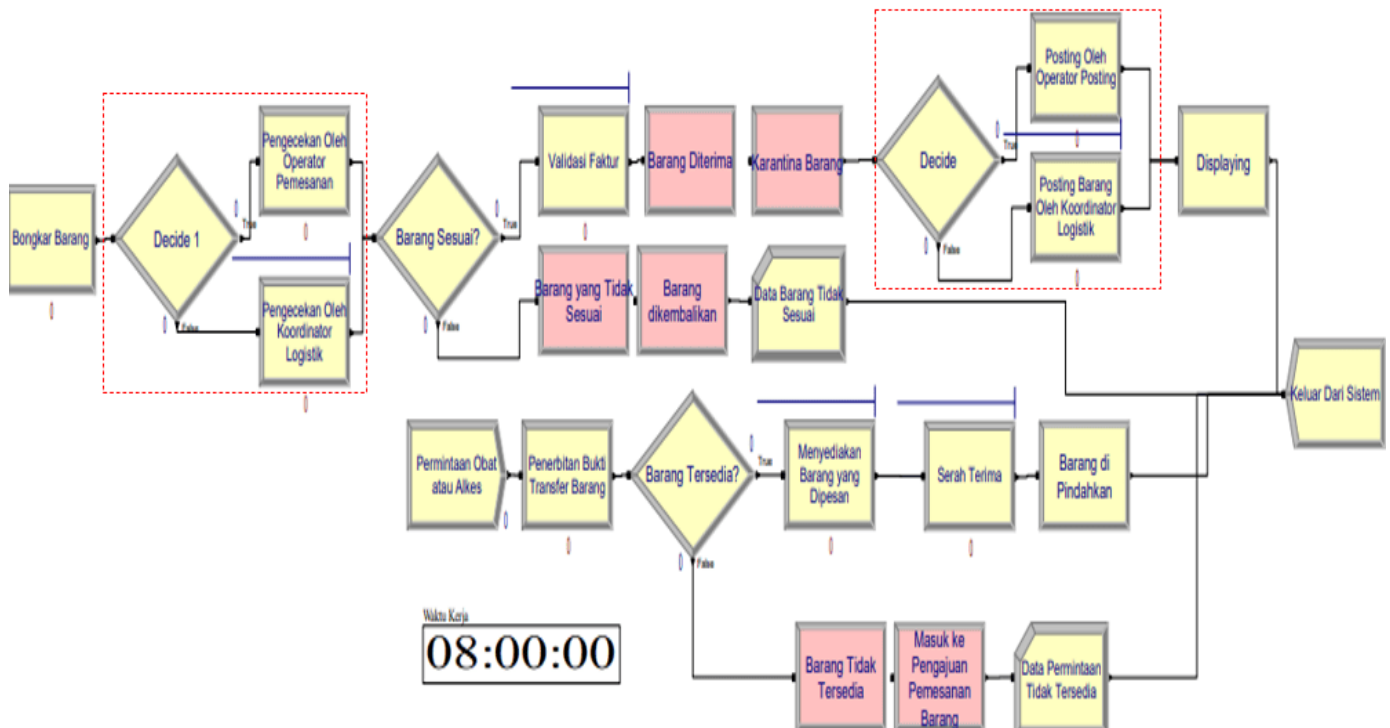 Bongkar Barang
0
Decide 1
0
True
0
False
Pengecekan Oleh
Operator
Pemesanan
0
Pengecekan Oleh
Koordinator
Logistik
0
Barang Sesuai?
0
True
0
False
Validasi Faktur
0
Barang Diterima
Karantina Barang
Decide
0
True
0
False
Posting Oleh
Operator Posting
0
Posting Barang
Oleh Koordinator
Logistik
0
Displaying
Barang yang Tidak
Sesuai
Barang
dikembalikan
Data Barang Tidak
Sesuai
Keluar Dari Sistem
Permintaan Obat
atau Alkes
0
Penerbitan Bukti
Transfer Barang
0
Barang Tersedia?
0
True
0
False
Menyediakan
Barang yang
Dipesan
0
Serah Terima
0
Barang di
Pindahkan
Waktu Kerja
08:00:00
Barang Tidak
Tersedia
Masuk ke
Pengajuan
Pemesanan
Barang
Data Permintaan
Tidak Tersedia